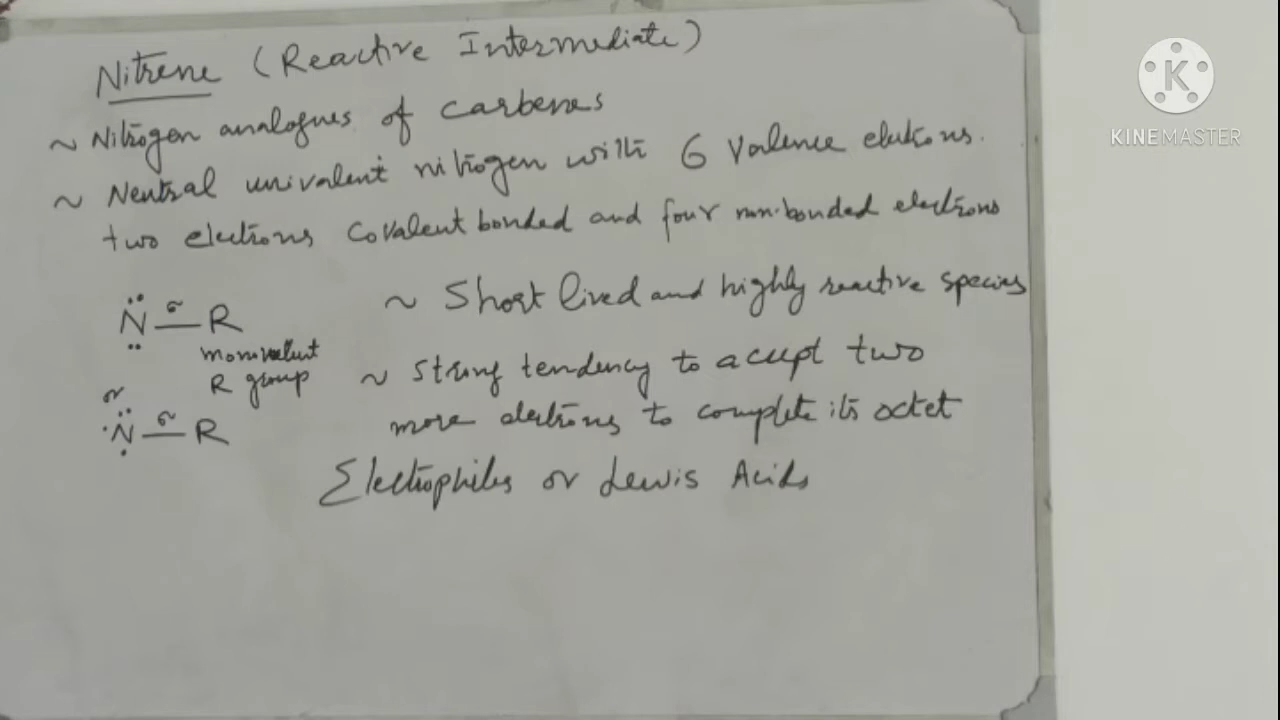 Nitrene (Reactive Intermediate)
~ Nitrogen analogues of carbenes
~ Neutral univalent nitrogen with 6 valence electrons.
two electrons covalent bonded and four non-bonded electrons
N̈ — R
σ
monovalent
R group
or
N̈ — R
σ
~ Short lived and highly reactive species
~ strong tendency to accept two
more electrons to complete its octet
Electrophiles or Lewis Acids
K
KINEMASTER